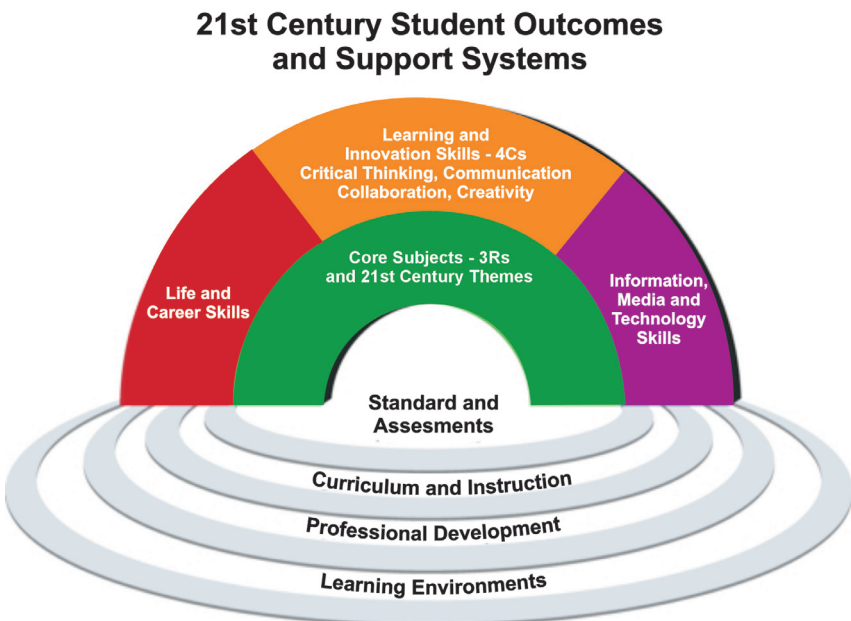 21st Century Student Outcomes
and Support Systems
Learning and
Innovation Skills - 4Cs
Critical Thinking, Communication
Collaboration, Creativity
Core Subjects - 3Rs
and 21st Century Themes
Life and
Career Skills
Information,
Media and
Technology
Skills
Standard and
Assesments
Curriculum and Instruction
Professional Development
Learning Environments